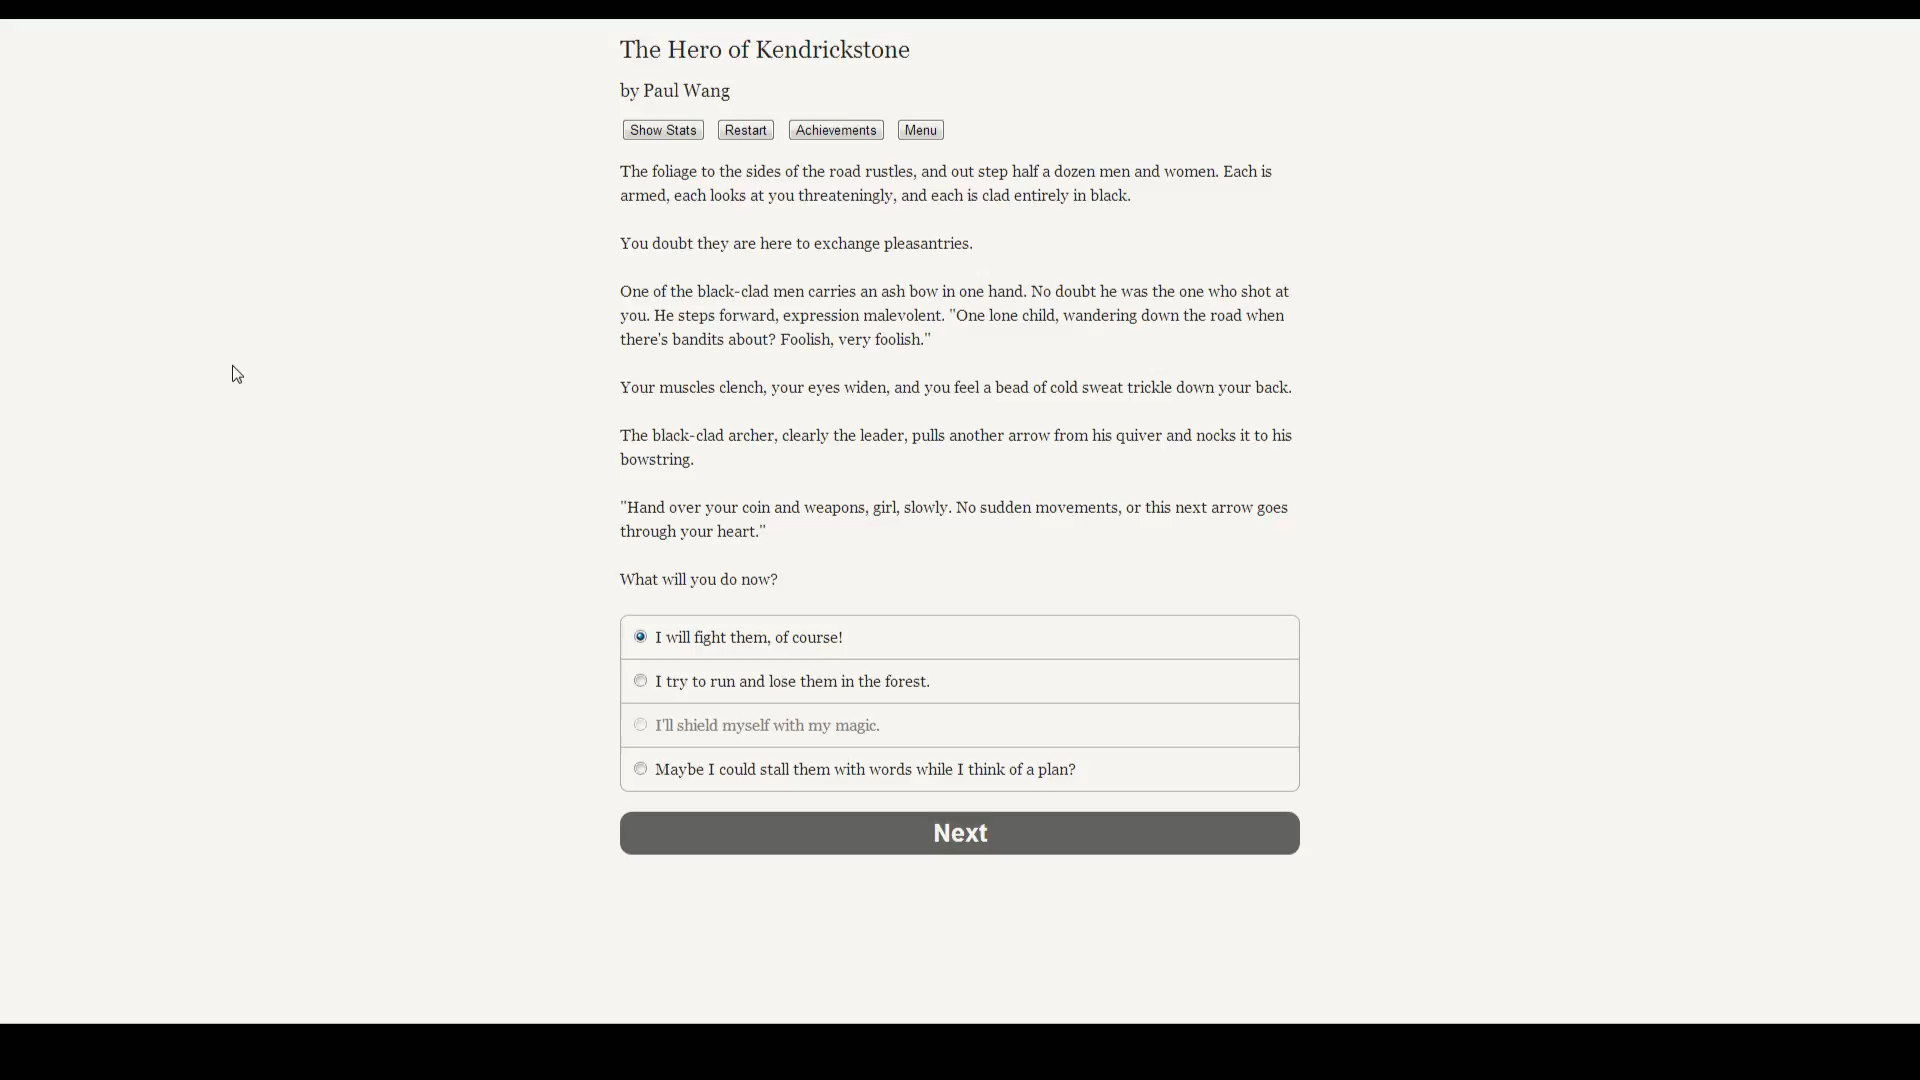 The Hero of Kendrickstone
by Paul Wang
Show Stats Restart Achievements Menu
The foliage to the sides of the road rustles, and out step half a dozen men and women. Each is
armed, each looks at you threateningly, and each is clad entirely in black.
You doubt they are here to exchange pleasantries.
One of the black-clad men carries an ash bow in one hand. No doubt he was the one who shot at
you. He steps forward, expression malevolent. "One lone child, wandering down the road when
there's bandits about? Foolish, very foolish."
Your muscles clench, your eyes widen, and you feel a bead of cold sweat trickle down your back.
The black-clad archer, clearly the leader, pulls another arrow from his quiver and nocks it to his
bowstring.
"Hand over your coin and weapons, girl, slowly. No sudden movements, or this next arrow goes
through your heart."
What will you do now?
I will fight them, of course!
I try to run and lose them in the forest.
I'll shield myself with my magic.
Maybe I could stall them with words while I think of a plan?
Next